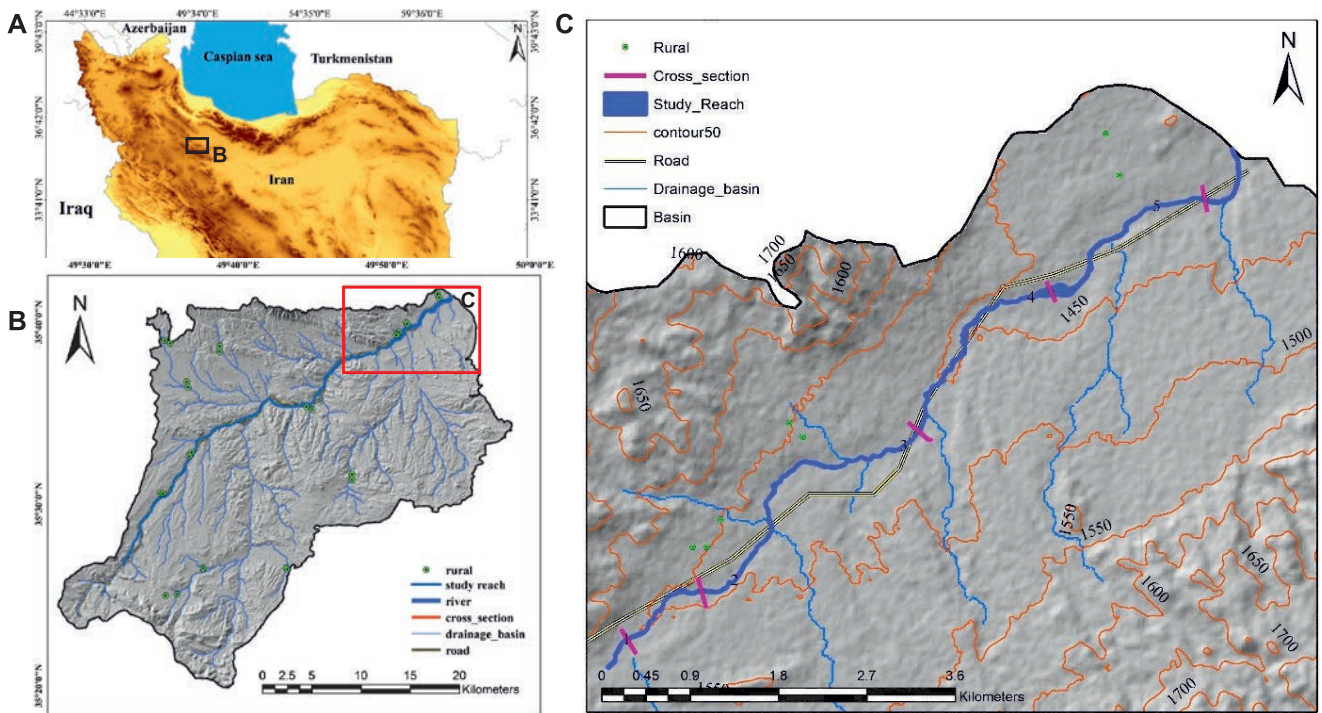 A
44°33'0"E
49°34'0"E
54°35'0"E
59°36'0"E
39°43'0"N
36°42'0"N
33°41'0"N
39°43'0"N
36°42'0"N
33°41'0"N
Azerbaijan
Caspian sea
Turkmenistan
N
B
Iran
Iraq
B
49°30'0"E
49°40'0"E
49°50'0"E
50°0'0"E
35°40'0"N
35°30'0"N
35°20'0"N
N
C
rural
study reach
river
cross_section
drainage_basin
road
0 2.5 5 10 15 20
Kilometers
C
Rural
Cross_section
Study_Reach
contour50
Road
Drainage_basin
Basin
N
1600
1700
1650
1600
1650
5
4
1450
1500
3
1550
1550
2
1
1650
1600
1700
1700
1550
0 0.45 0.9 1.8 2.7 3.6
Kilometers